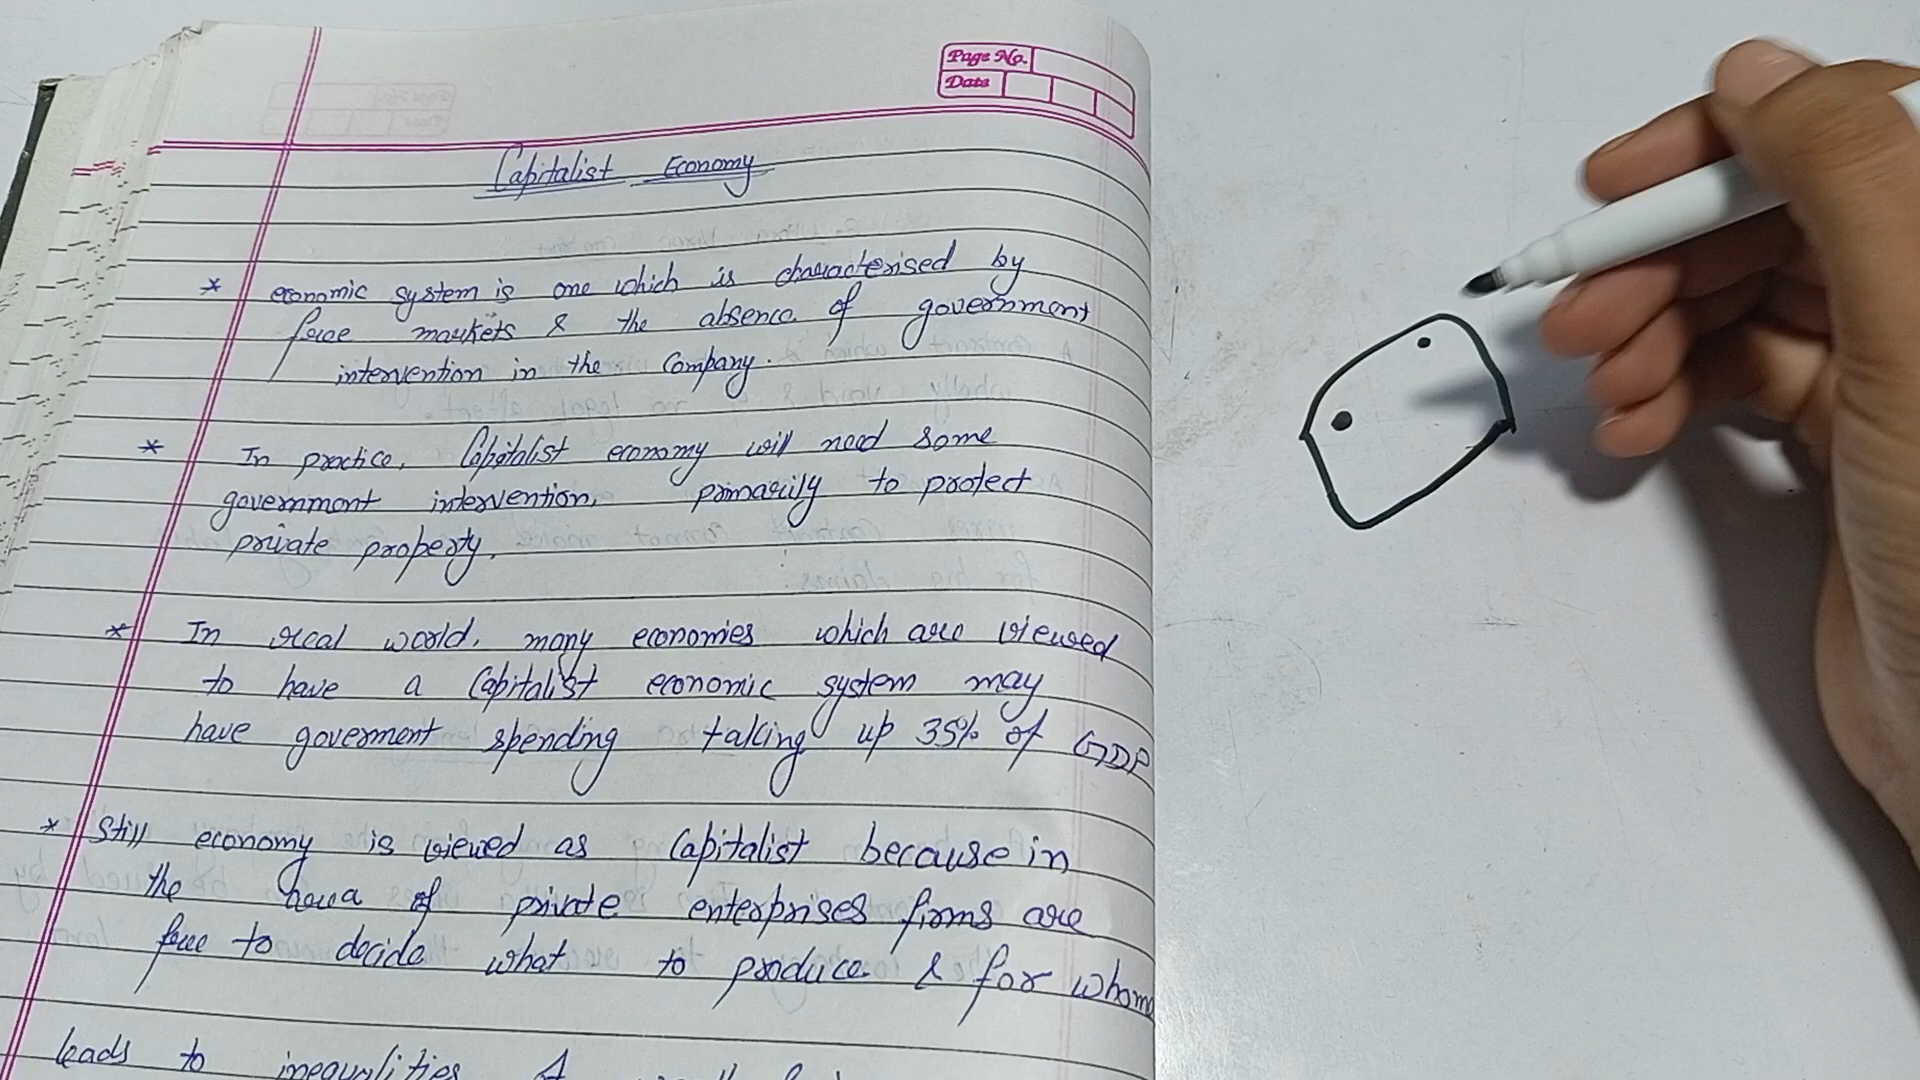 Page No.
Date
Capitalist Economy
* economic system is one which is characterised by
free markets & the absence of government
intervention in the Company.
* In practice, Capitalist economy will need some
government intervention, primarily to protect
private property.
* In real world, many economies which are viewed
to have a Capitalist economic system may
have goverment spending taking up 35% of GDP
* Still economy is viewed as Capitalist because in
the of private enterprises firms are
free to decide what to produce & for whom
leads to inequalities